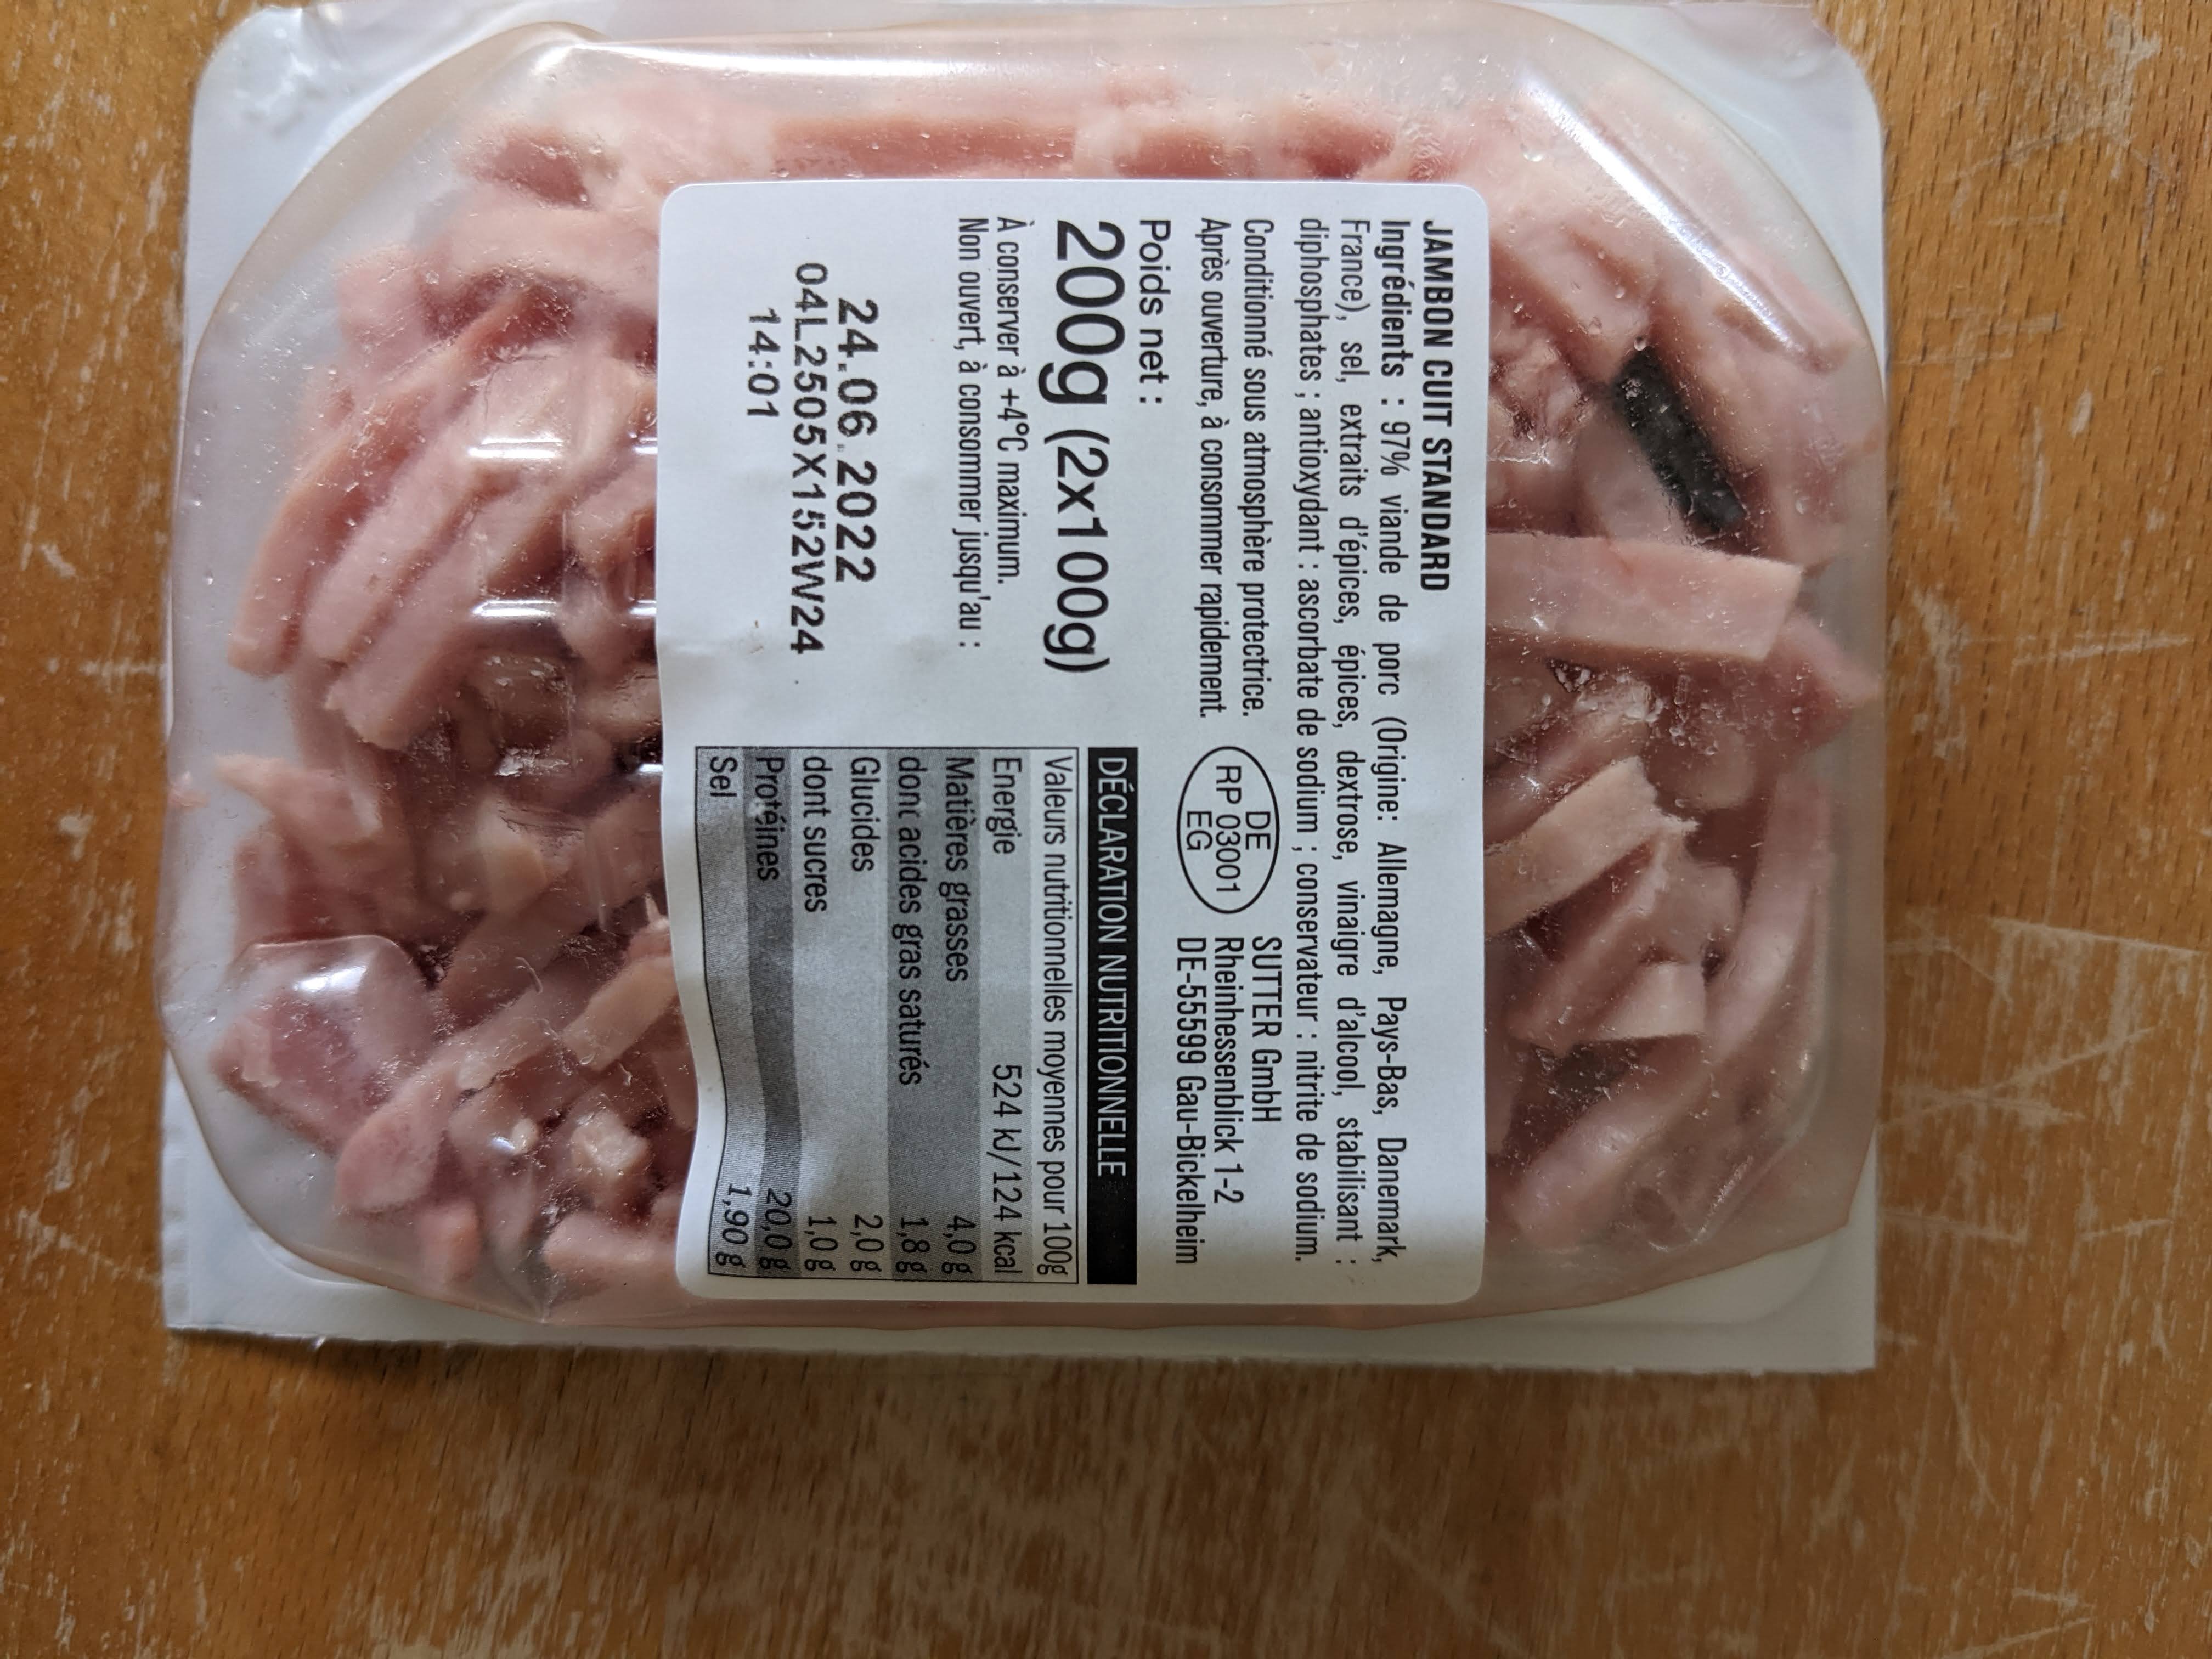 JAMBON CUIT STANDARD
Ingrédients : 97% viande de porc (Origine: Allemagne, Pays-Bas, Danemark,
France), sel, extraits d'épices, épices, dextrose, vinaigre d'alcool, stabilisant :
diphosphates ; antioxydant : ascorbate de sodium ; conservateur : nitrite de sodium.
Conditionné sous atmosphère protectrice.
Après ouverture, à consommer rapidement.
DE
RP 03001
EG
SUTTER GmbH
Rheinhessenblick 1-2
DE-55599 Gau-Bickelheim
Poids net :
200g (2x100g)
À conserver à +4°C maximum.
Non ouvert, à consommer jusqu'au :
24.06.2022
04L2505X152W24
14:01
DÉCLARATION NUTRITIONNELLE
Valeurs nutritionnelles moyennes pour 100g
Energie 524 kJ/124 kcal
Matières grasses 4,0 g
dont acides gras saturés 1,8 g
Glucides 2,0 g
dont sucres 1,0 g
Protéines 20,0 g
Sel 1,90 g